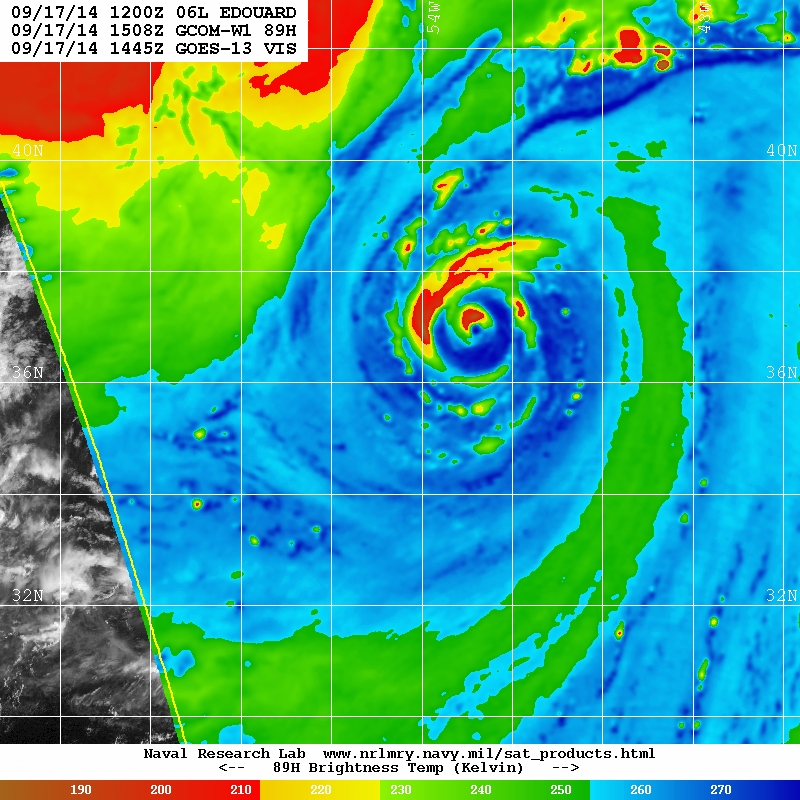 09/17/14 1200Z 06L EDOUARD
09/17/14 1508Z GCOM-W1 89H
09/17/14 1445Z GOES-13 VIS
54W
40N 40N
36N 36N
32N 32N
Naval Research Lab www.nrlmry.navy.mil/sat_products.html
<-- 89H Brightness Temp (Kelvin) -->
190 200 210 220 230 240 250 260 270